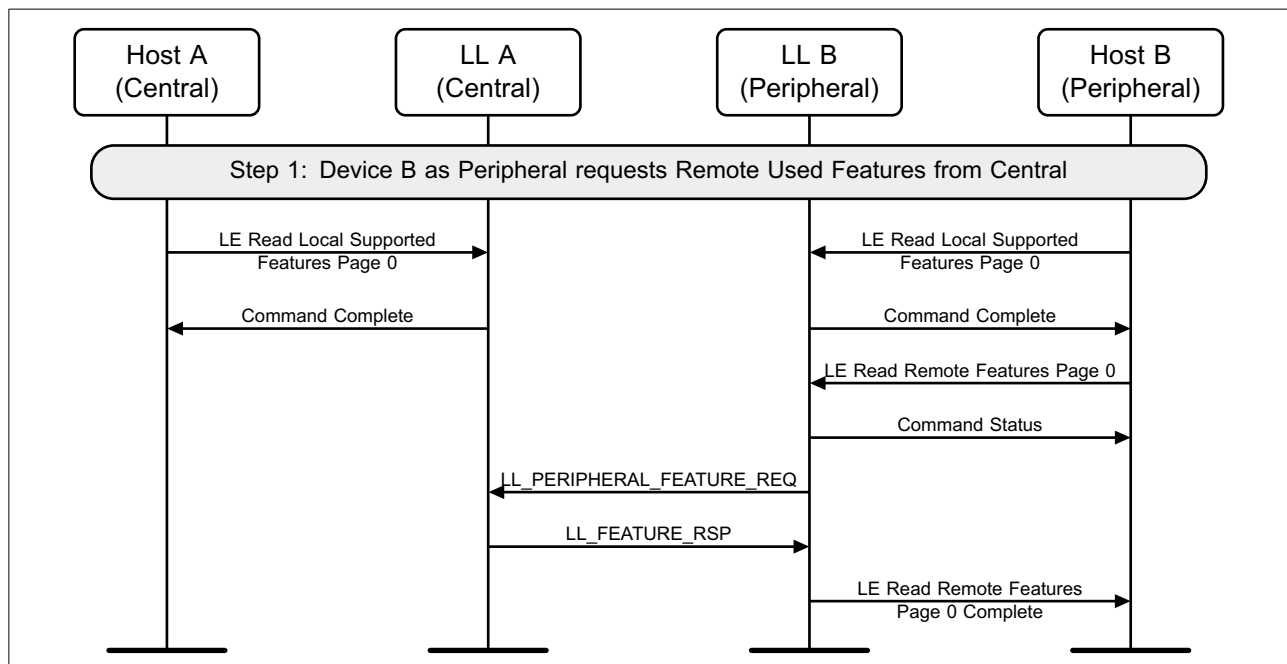 Host A
(Central)
LL A
(Central)
LL B
(Peripheral)
Host B
(Peripheral)
Step 1: Device B as Peripheral requests Remote Used Features from Central
LE Read Local Supported
Features Page 0
LE Read Local Supported
Features Page 0
Command Complete
Command Complete
LE Read Remote Features Page 0
Command Status
LL_PERIPHERAL_FEATURE_REQ
LL_FEATURE_RSP
LE Read Remote Features
Page 0 Complete